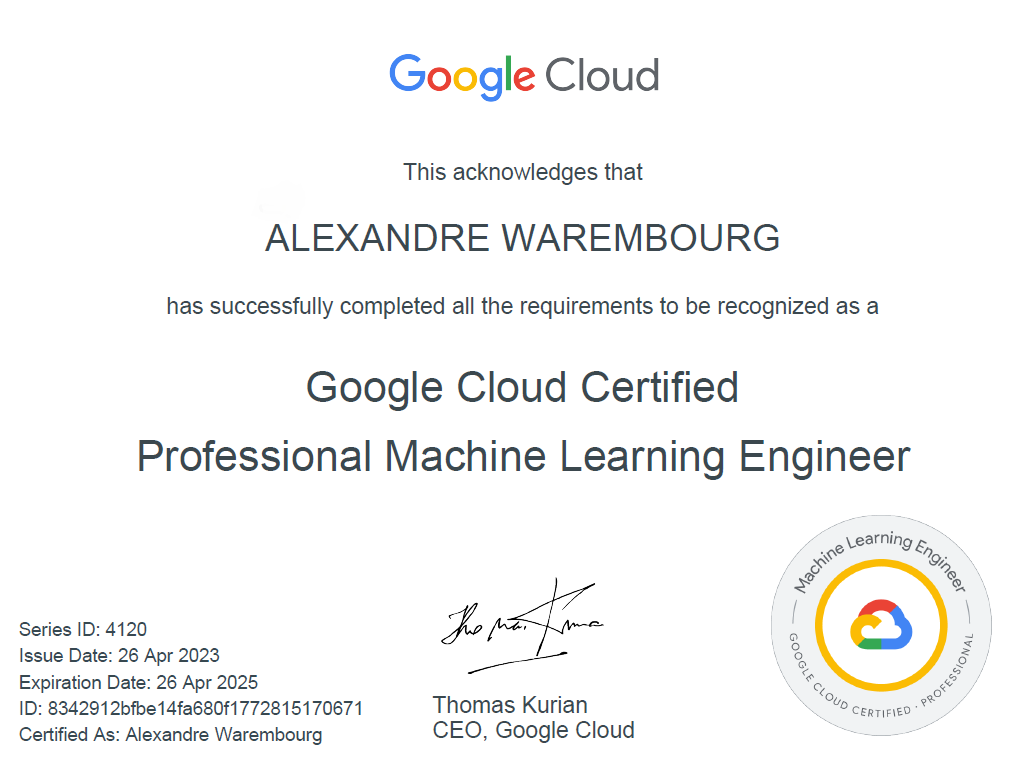 Google Cloud
This acknowledges that
ALEXANDRE WAREMBOURG
has successfully completed all the requirements to be recognized as a
Google Cloud Certified
Professional Machine Learning Engineer
Machine Learning Engineer
GOOGLE CLOUD CERTIFIED · PROFESSIONAL
Series ID: 4120
Issue Date: 26 Apr 2023
Expiration Date: 26 Apr 2025
ID: 8342912bfbe14fa680f1772815170671
Certified As: Alexandre Warembourg
Thomas Kurian
CEO, Google Cloud